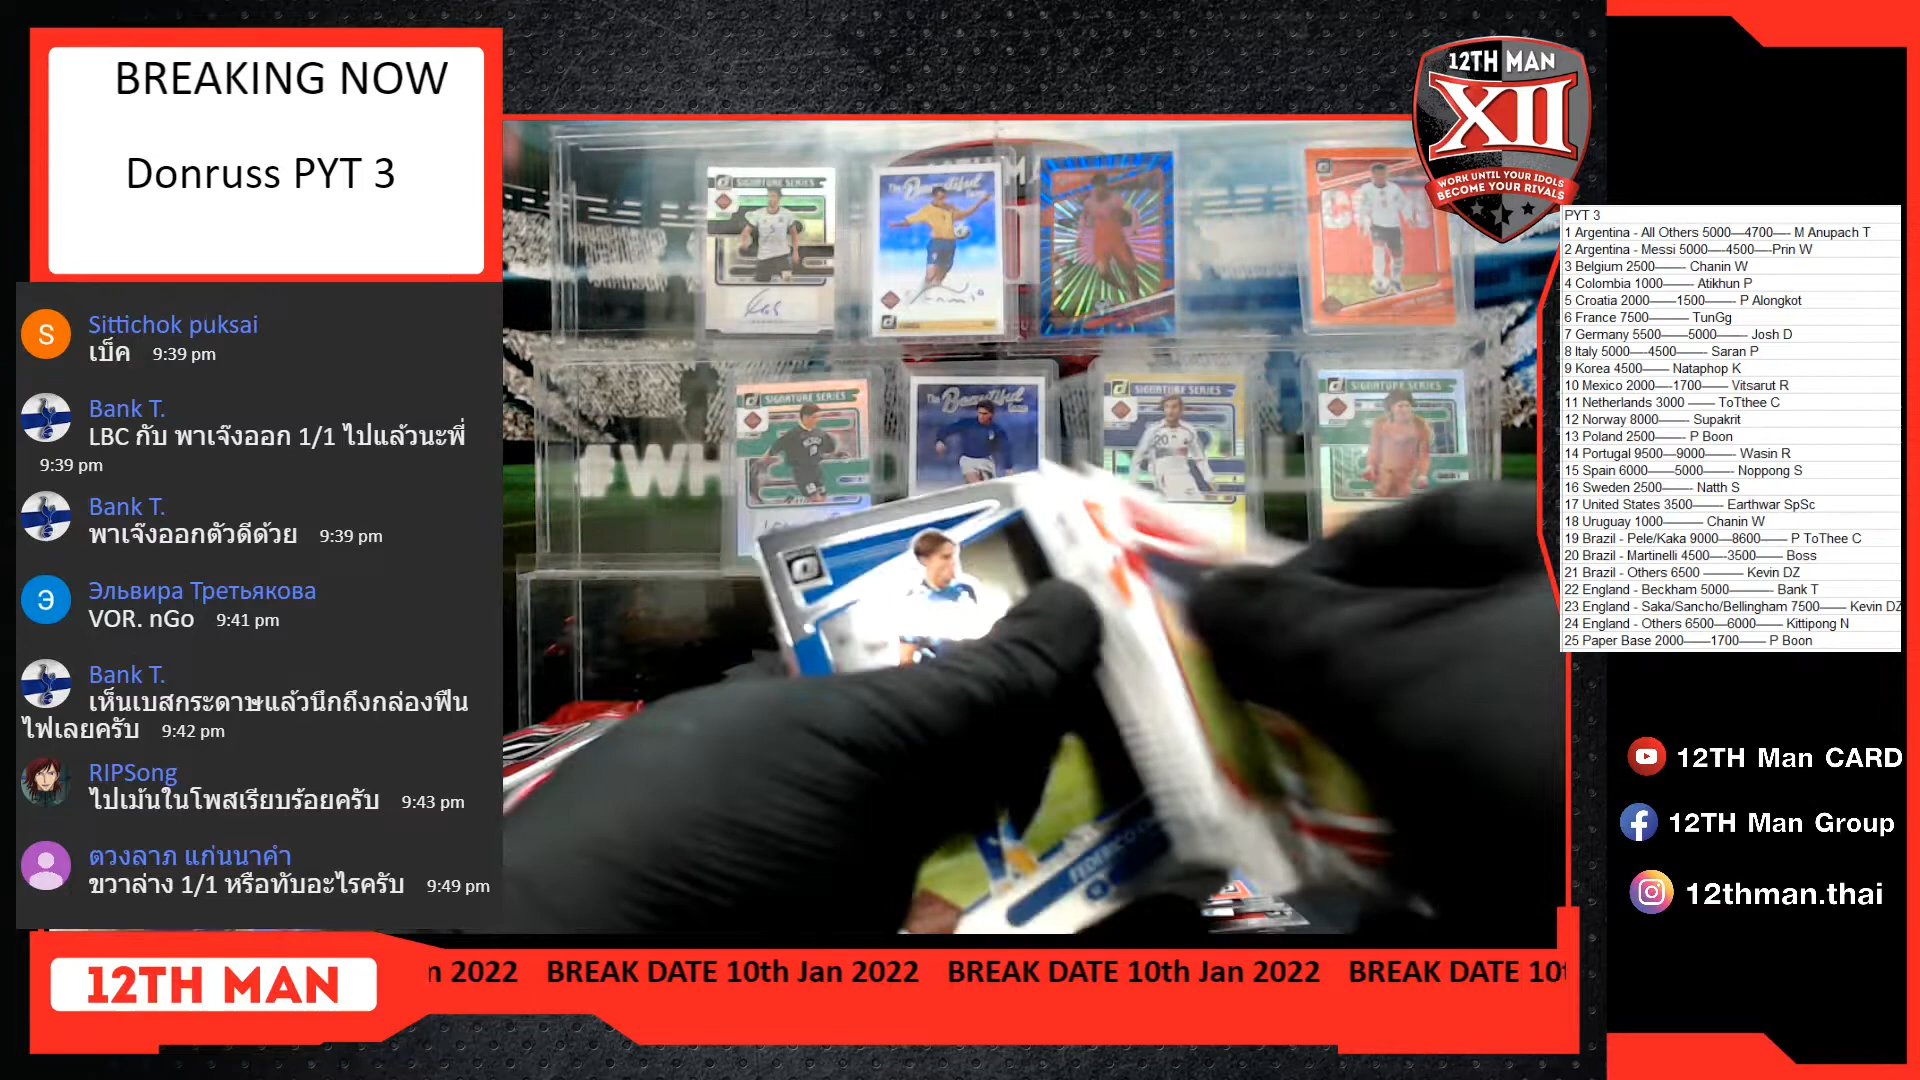 BREAKING NOW
Donruss PYT 3
Sittichok puksai
เบ็ค 9:39 pm
Bank T.
LBC กับ พาเจ๊งออก 1/1 ไปแล้วนะพี่
9:39 pm
Bank T.
พาเจ๊งออกตัวดีด้วย 9:39 pm
Э
Эльвира Третьякова
VOR. nGo 9:41 pm
Bank T.
เห็นเบสกระดาษแล้วนึกถึงกล่องฟืน
ไฟเลยครับ 9:42 pm
RIPSong
ไปเม้นในโพสเรียบร้อยครับ 9:43 pm
ตวงลาภ แก่นนาคำ
ขวาล่าง 1/1 หรือทับอะไรครับ 9:49 pm
12TH MAN
n 2022 BREAK DATE 10th Jan 2022 BREAK DATE 10th Jan 2022 BREAK DATE 10t
12TH MAN
XII
WORK UNTIL YOUR IDOLS
BECOME YOUR RIVALS
SIGNATURE SERIES
The Beautiful
SIGNATURE SERIES
The Beautiful
SIGNATURE SERIES
SIGNATURE SERIES
#WH
FEDERICO
PYT 3
1 Argentina - All Others 5000—4700— M Anupach T
2 Argentina - Messi 5000—4500—Prin W
3 Belgium 2500—— Chanin W
4 Colombia 1000—— Atikhun P
5 Croatia 2000——1500—— P Alongkot
6 France 7500——— TunGg
7 Germany 5500——5000—— Josh D
8 Italy 5000—-4500——- Saran P
9 Korea 4500—— Nataphop K
10 Mexico 2000—-1700—— Vitsarut R
11 Netherlands 3000 —— ToTthee C
12 Norway 8000——- Supakrit
13 Poland 2500—— P Boon
14 Portugal 9500—9000—— Wasin R
15 Spain 6000——5000——- Noppong S
16 Sweden 2500—— Natth S
17 United States 3500—— Earthwar SpSc
18 Uruguay 1000——— Chanin W
19 Brazil - Pele/Kaka 9000—8600—— P ToThee C
20 Brazil - Martinelli 4500—-3500—— Boss
21 Brazil - Others 6500 ——— Kevin DZ
22 England - Beckham 5000———- Bank T
23 England - Saka/Sancho/Bellingham 7500—— Kevin DZ
24 England - Others 6500—6000—— Kittipong N
25 Paper Base 2000——1700—— P Boon
12TH Man CARD
12TH Man Group
12thman.thai